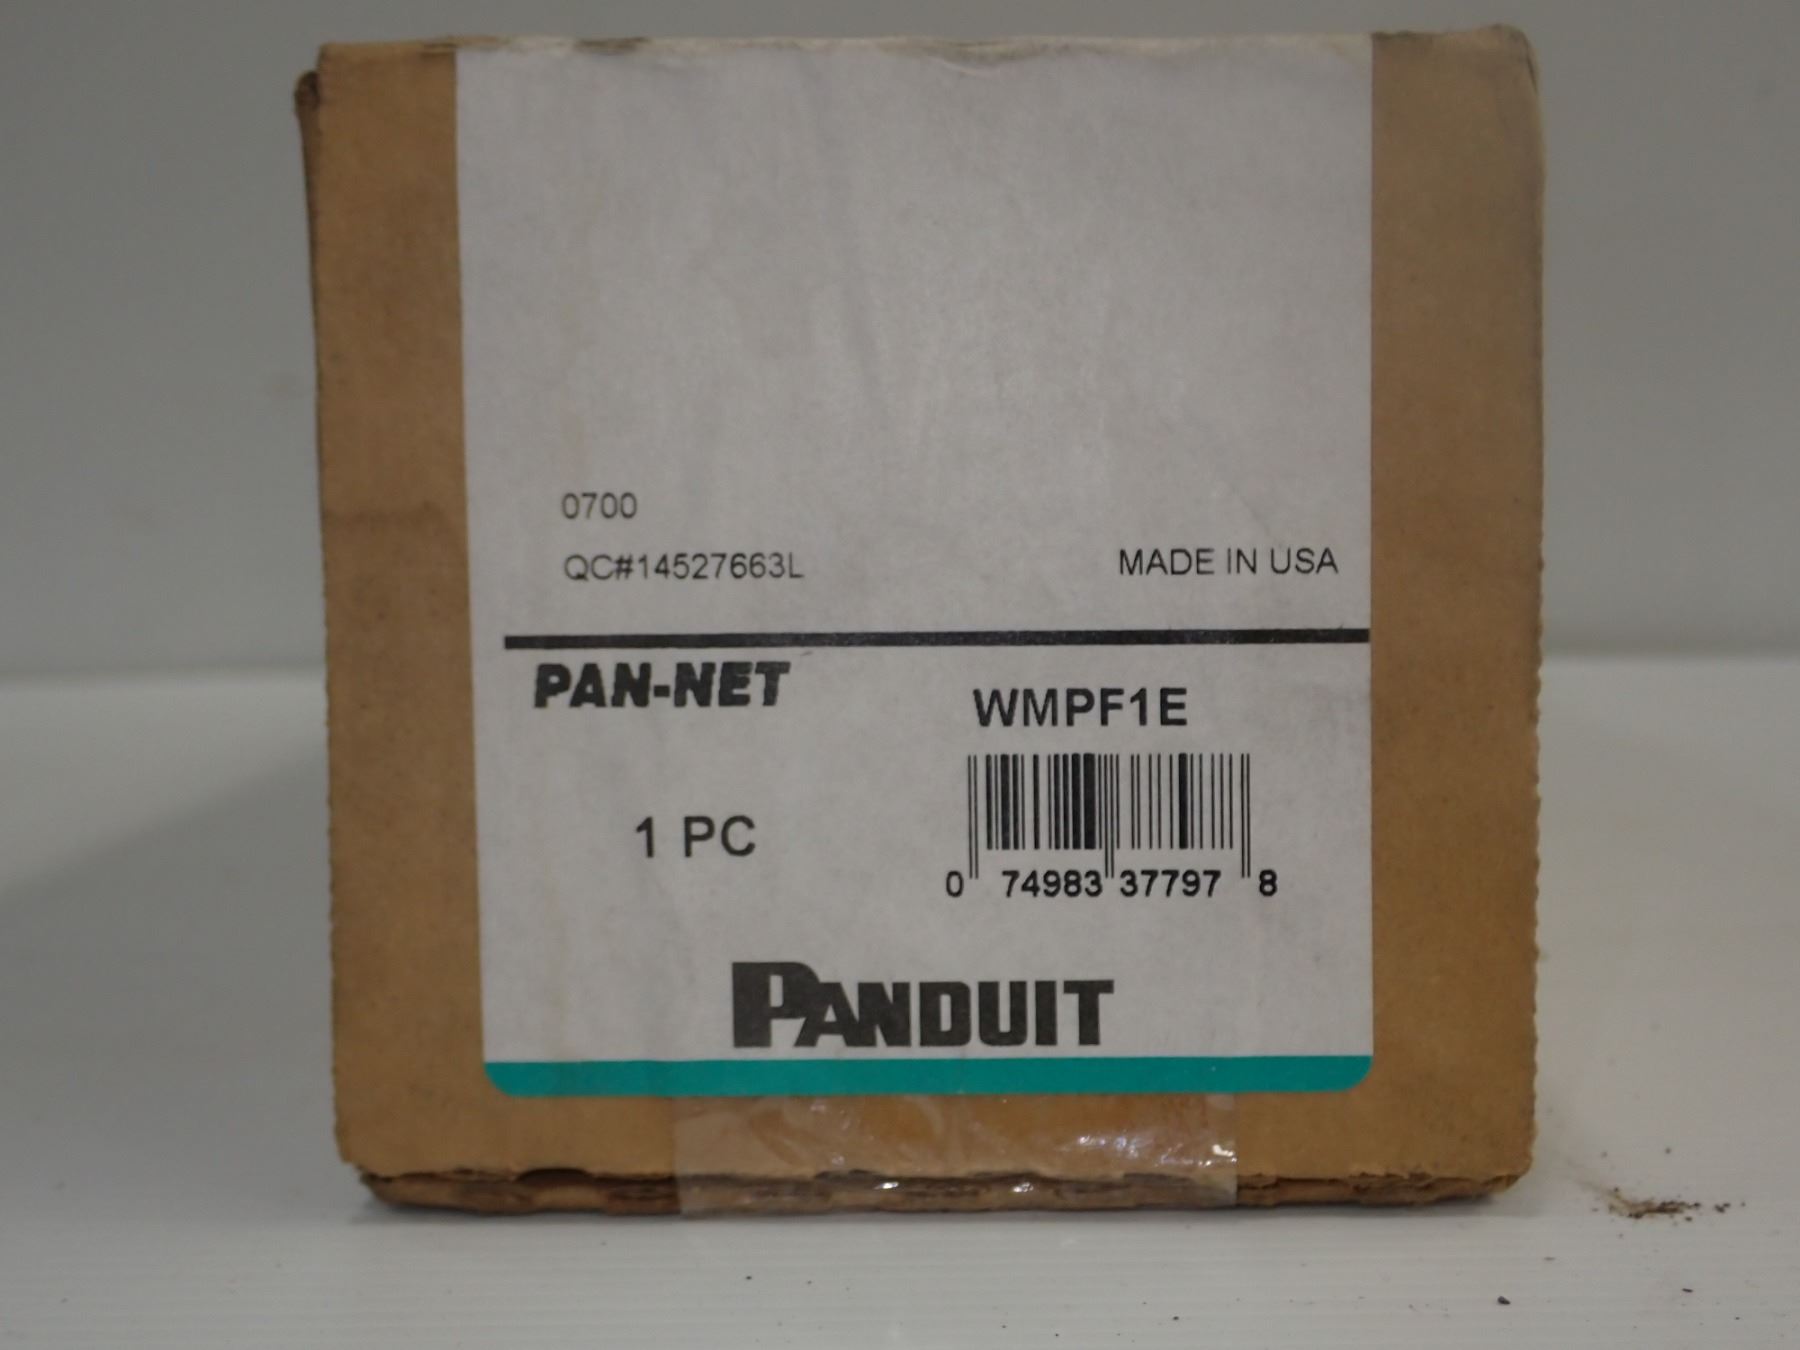 0700
QC#14527663L
MADE IN USA
PAN-NET
WMPF1E
1 PC
0 74983 37797 8
PANDUIT